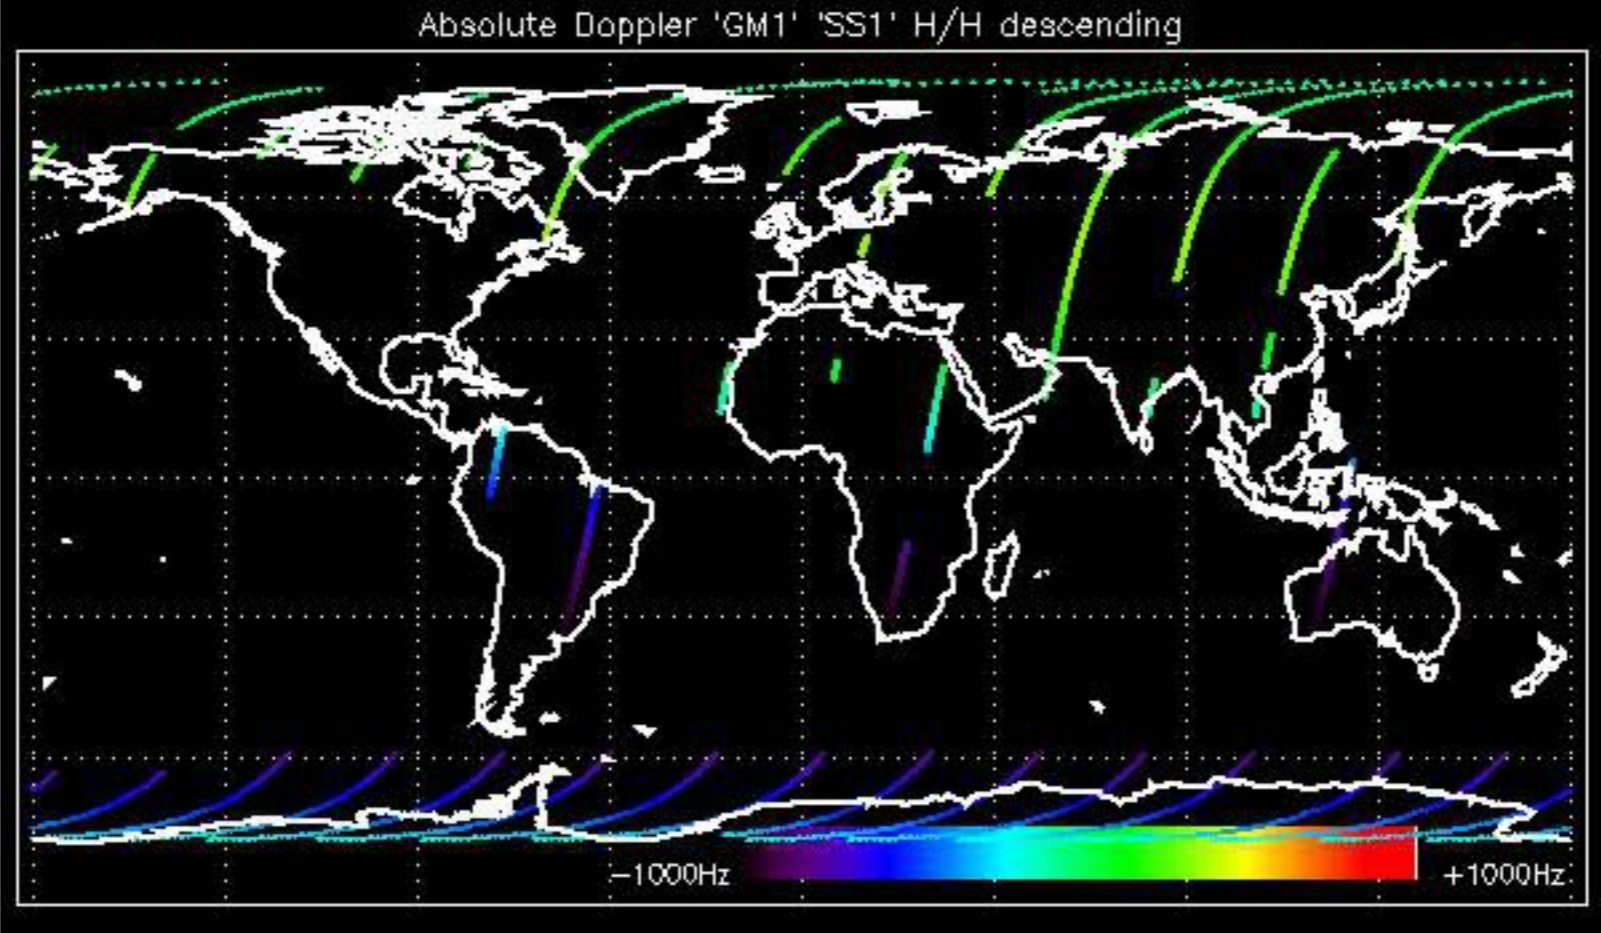 Absolute Doppler 'GM1' 'SS1' H/H descending
−1000Hz +1000Hz